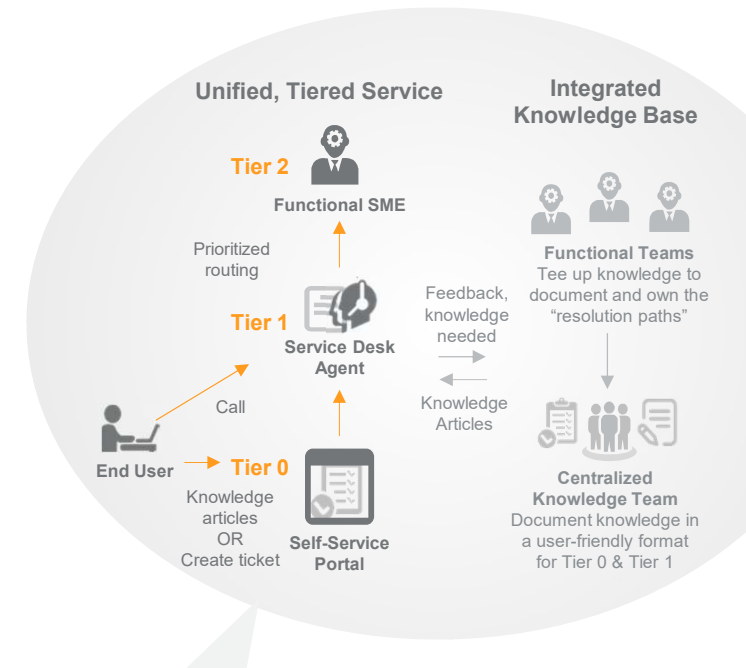 Unified, Tiered Service
Tier 2
Functional SME
Prioritized
routing
Tier 1
Service Desk
Agent
Call
End User
Tier 0
Knowledge
articles
OR
Create ticket
Self-Service
Portal
Feedback,
knowledge
needed
Knowledge
Articles
Integrated
Knowledge Base
Functional Teams
Tee up knowledge to
document and own the
“resolution paths”
Centralized
Knowledge Team
Document knowledge in
a user-friendly format
for Tier 0 & Tier 1